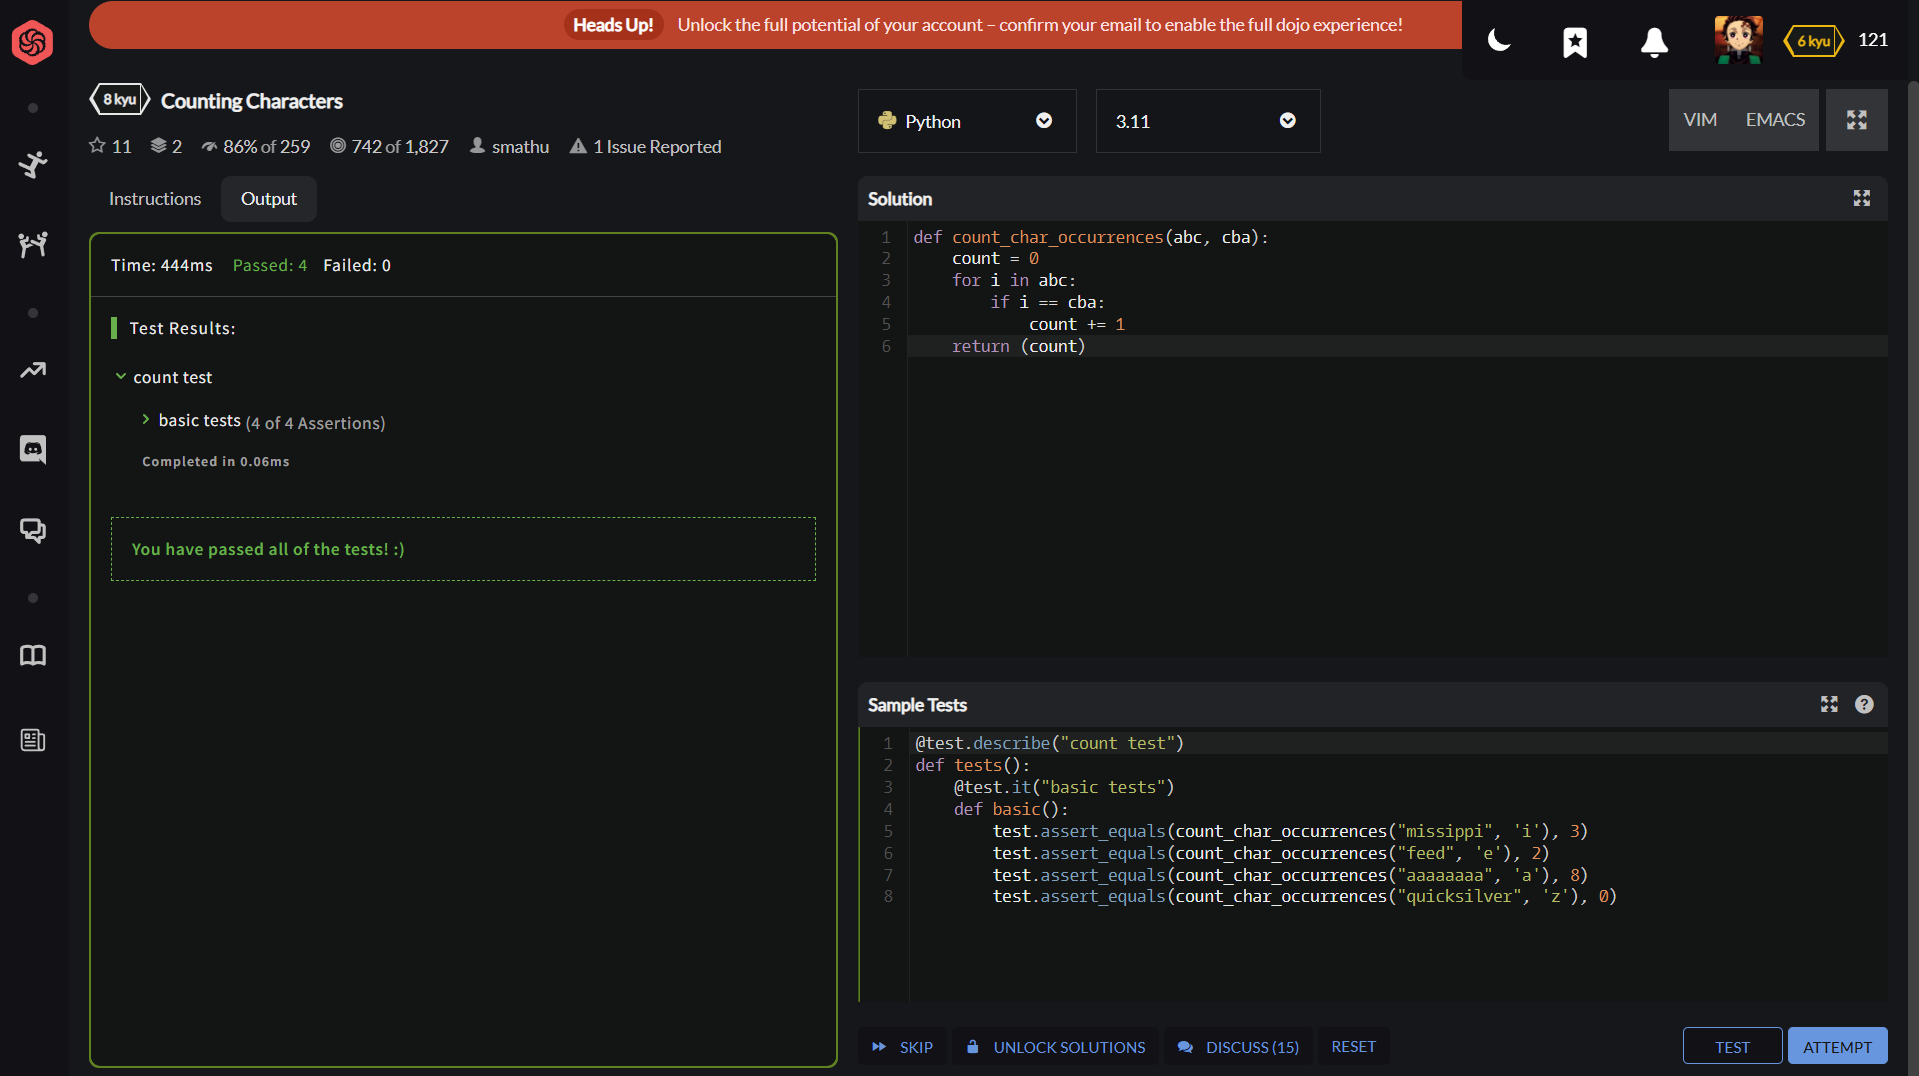 Heads Up! Unlock the full potential of your account – confirm your email to enable the full dojo experience!
6 kyu 121
8 kyu Counting Characters
11 2 86% of 259 742 of 1,827 smathu 1 Issue Reported
Instructions Output
Time: 444ms Passed: 4 Failed: 0
Test Results:
count test
basic tests (4 of 4 Assertions)
Completed in 0.06ms
You have passed all of the tests! :)
Python 3.11 VIM EMACS
Solution
1 def count_char_occurrences(abc, cba):
2     count = 0
3     for i in abc:
4         if i == cba:
5             count += 1
6     return (count)
Sample Tests
1 @test.describe("count test")
2 def tests():
3     @test.it("basic tests")
4     def basic():
5         test.assert_equals(count_char_occurrences("missippi", 'i'), 3)
6         test.assert_equals(count_char_occurrences("feed", 'e'), 2)
7         test.assert_equals(count_char_occurrences("aaaaaaaa", 'a'), 8)
8         test.assert_equals(count_char_occurrences("quicksilver", 'z'), 0)
SKIP UNLOCK SOLUTIONS DISCUSS (15) RESET TEST ATTEMPT